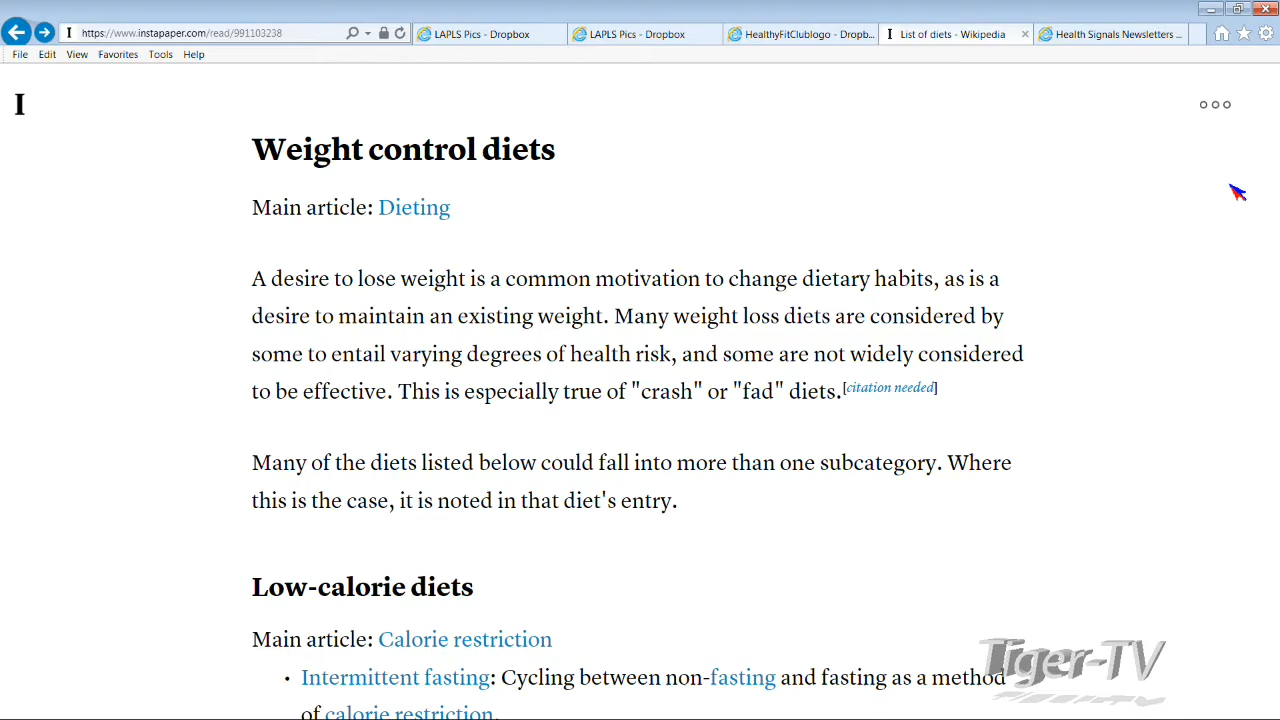 https://www.instapaper.com/read/991103238
LAPLS Pics - Dropbox
LAPLS Pics - Dropbox
HealthyFitClublogo - Dropb...
I List of diets - Wikipedia
Health Signals Newsletters ...
File Edit View Favorites Tools Help
I
Weight control diets
Main article: Dieting
A desire to lose weight is a common motivation to change dietary habits, as is a
desire to maintain an existing weight. Many weight loss diets are considered by
some to entail varying degrees of health risk, and some are not widely considered
to be effective. This is especially true of "crash" or "fad" diets.[citation needed]
Many of the diets listed below could fall into more than one subcategory. Where
this is the case, it is noted in that diet's entry.
Low-calorie diets
Main article: Calorie restriction
• Intermittent fasting: Cycling between non-fasting and fasting as a method
of calorie restriction.
Tiger-TV